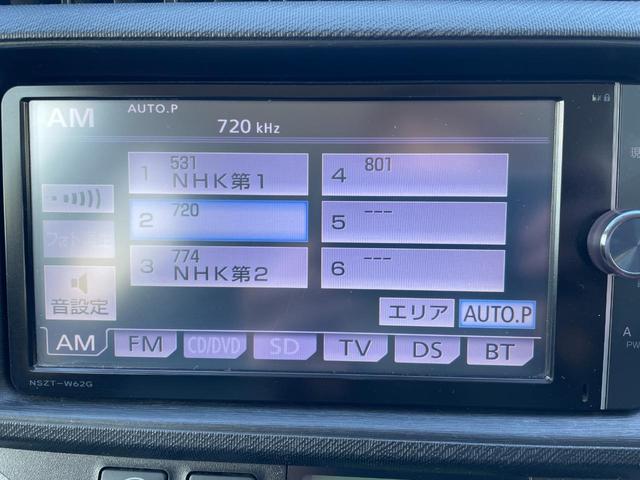 AM
AUTO.P
720 kHz
1 531 NHK第1
4 801
2 720
5 ---
3 774 NHK第2
6 ---
音設定
エリア
AUTO.P
AM
FM
CD/DVD
SD
TV
DS
BT
NSZT-W62G
現
A
PW